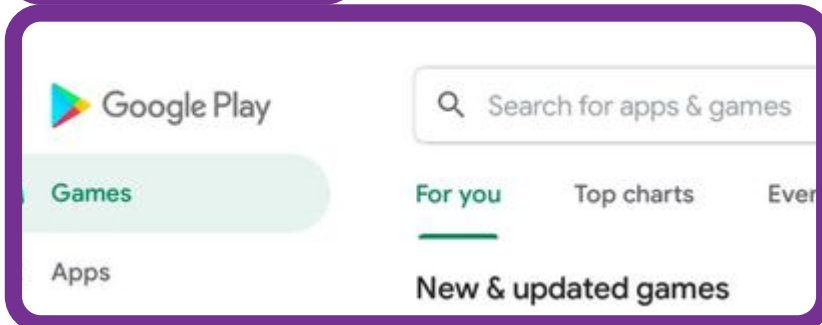 Google Play
Search for apps & games
Games
For you
Top charts
Apps
New & updated games